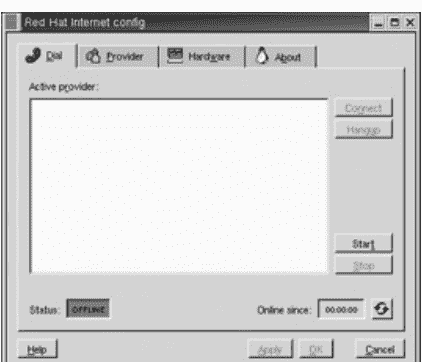 Red Hat Internet config
Dial Provider Hardware About
Active provider:
Connect
Hangup
Start
Stop
Status: OFFLINE Online since: 00:00:00
Help Apply OK Cancel